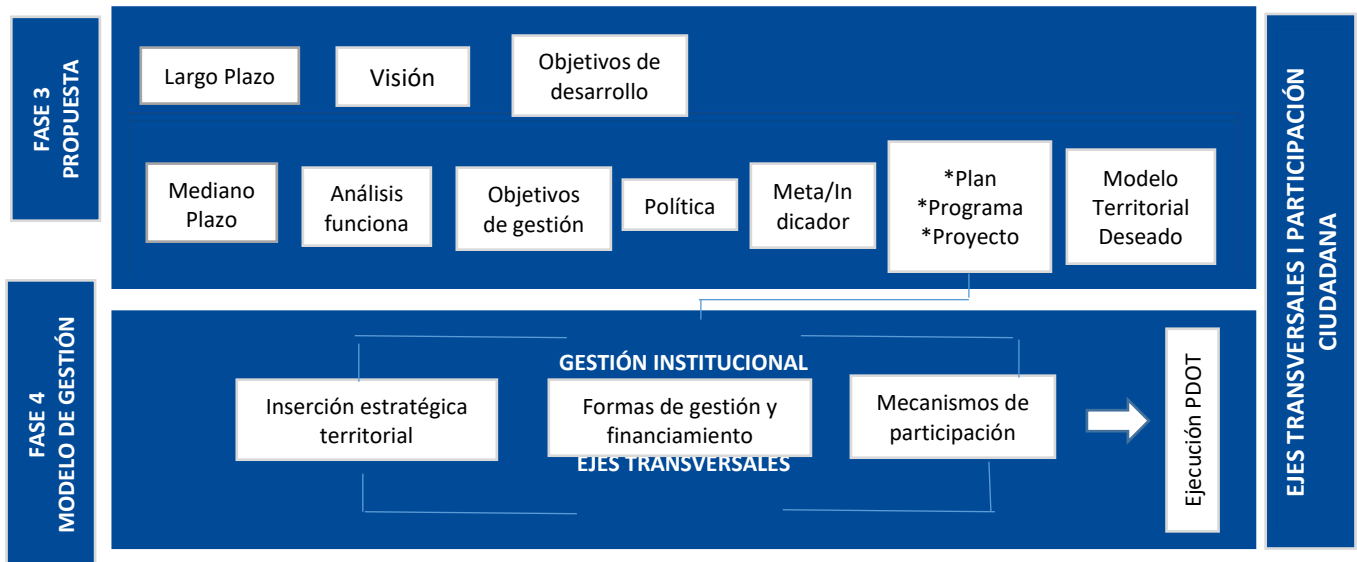 FASE 3
PROPUESTA
Largo Plazo
Visión
Objetivos de
desarrollo
Mediano
Plazo
Análisis
funciona
Objetivos
de gestión
Política
Meta/In
dicador
*Plan
*Programa
*Proyecto
Modelo
Territorial
Deseado
FASE 4
MODELO DE GESTIÓN
GESTIÓN INSTITUCIONAL
Inserción estratégica
territorial
Formas de gestión y
financiamiento
Mecanismos de
participación
EJES TRANSVERSALES
Ejecución PDOT
EJES TRANSVERSALES I PARTICIPACIÓN
CIUDADANA